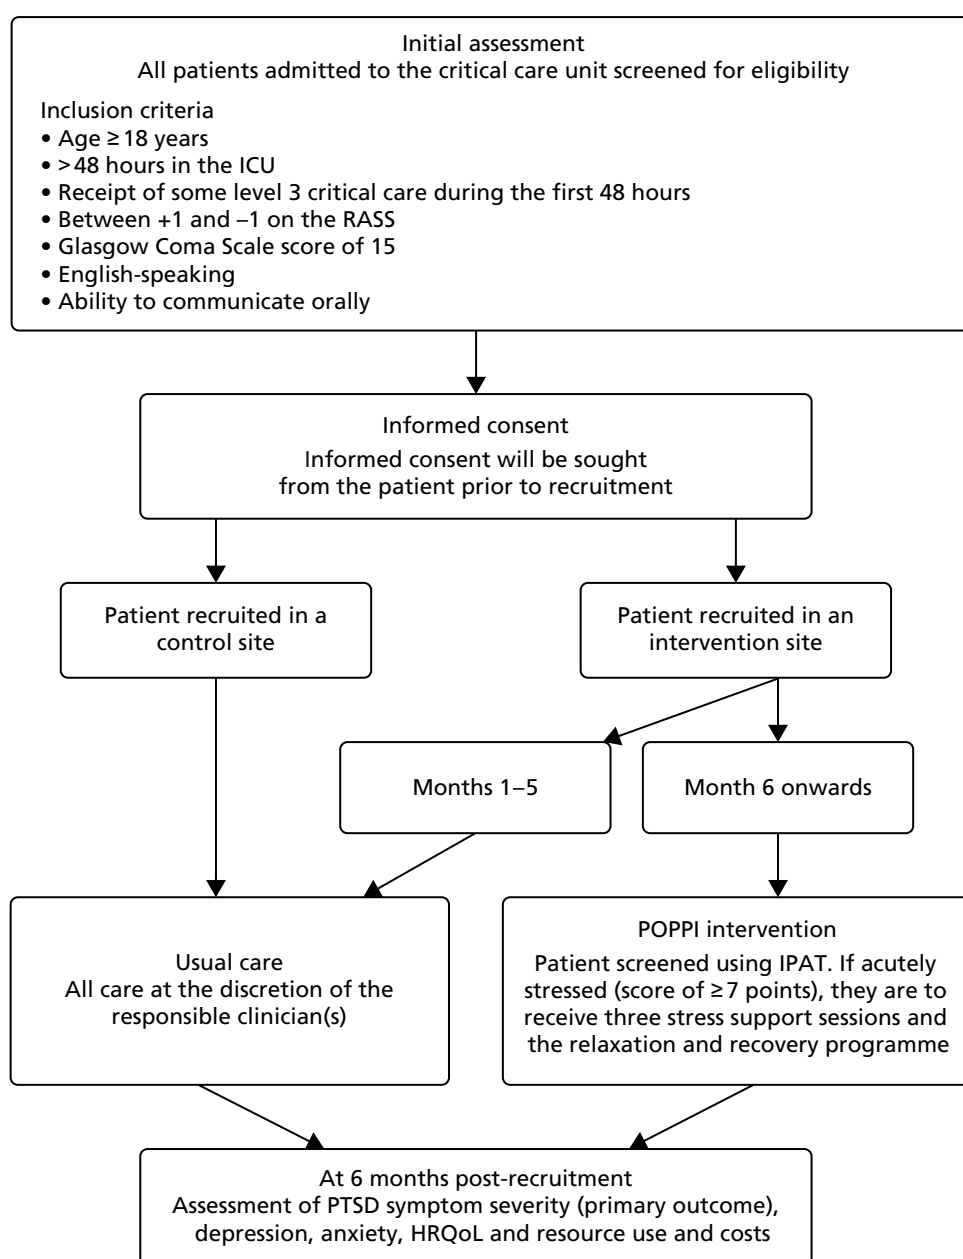 Initial assessment
All patients admitted to the critical care unit screened for eligibility
Inclusion criteria
• Age ≥18 years
• >48 hours in the ICU
• Receipt of some level 3 critical care during the first 48 hours
• Between +1 and –1 on the RASS
• Glasgow Coma Scale score of 15
• English-speaking
• Ability to communicate orally
Informed consent
Informed consent will be sought
from the patient prior to recruitment
Patient recruited in a
control site
Patient recruited in an
intervention site
Months 1–5
Month 6 onwards
Usual care
All care at the discretion of the
responsible clinician(s)
POPPI intervention
Patient screened using IPAT. If acutely
stressed (score of ≥7 points), they are to
receive three stress support sessions and
the relaxation and recovery programme
At 6 months post-recruitment
Assessment of PTSD symptom severity (primary outcome),
depression, anxiety, HRQoL and resource use and costs